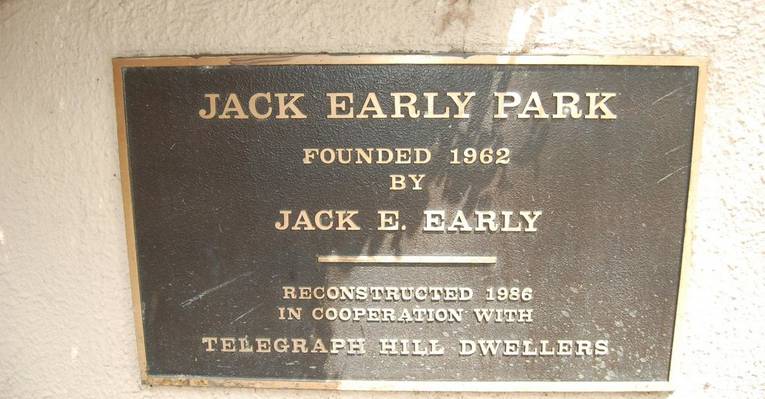 JACK EARLY PARK
FOUNDED 1962
BY
JACK E. EARLY
RECONSTRUCTED 1986
IN COOPERATION WITH
TELEGRAPH HILL DWELLERS